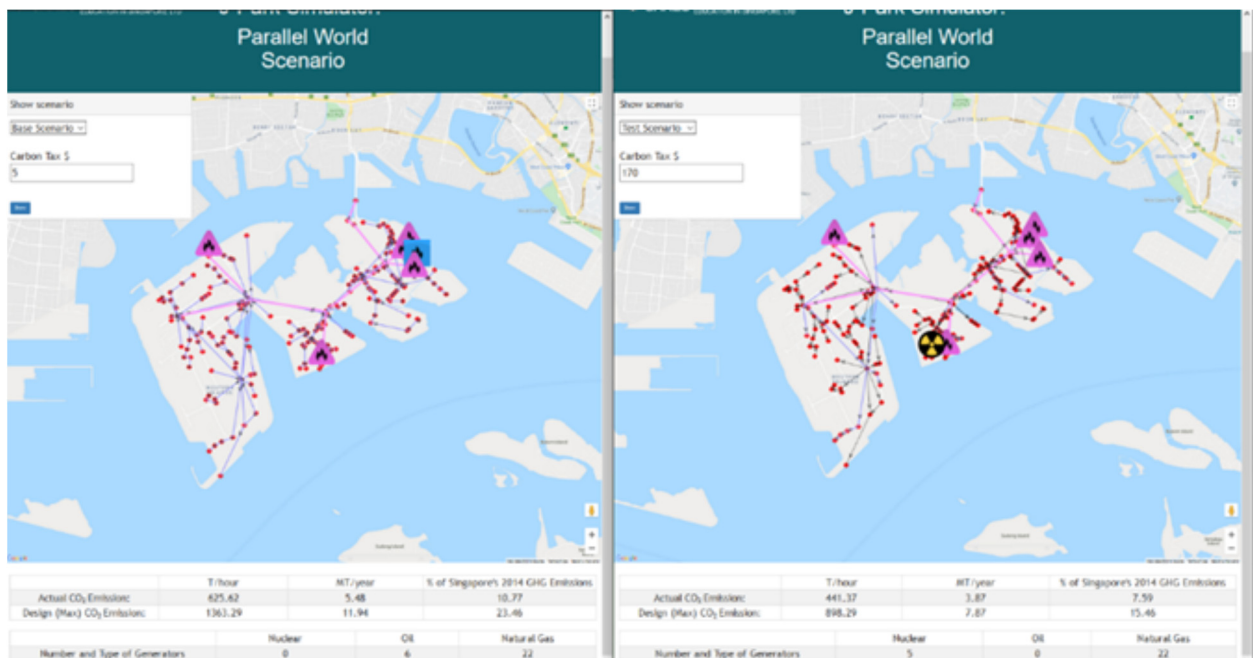 Parallel World
Scenario
Show scenario
Base Scenario
Carbon Tax $
5
T/hour MT/year % of Singapore's 2014 GHG Emissions
Actual CO₂ Emission: 625.62 5.48 10.77
Design (Max) CO₂ Emission: 1363.29 11.94 23.46
Nuclear Oil Natural Gas
Number and Type of Generators 0 6 22
Parallel World
Scenario
Show scenario
Test Scenario
Carbon Tax $
170
T/hour MT/year % of Singapore's 2014 GHG Emissions
Actual CO₂ Emission: 441.37 3.87 7.59
Design (Max) CO₂ Emission: 898.29 7.87 15.46
Nuclear Oil Natural Gas
Number and Type of Generators 5 0 22